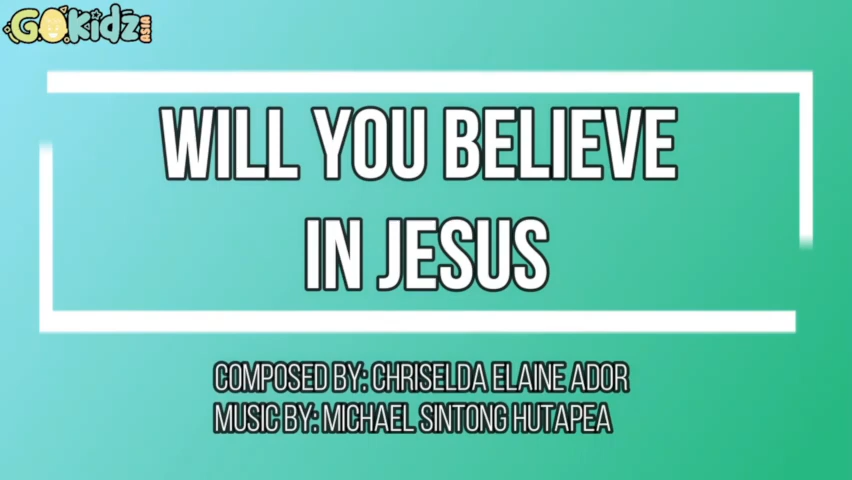 GOKidz ASIA
WILL YOU BELIEVE
IN JESUS
COMPOSED BY: CHRISELDA ELAINE ADOR
MUSIC BY: MICHAEL SINTONG HUTAPEA